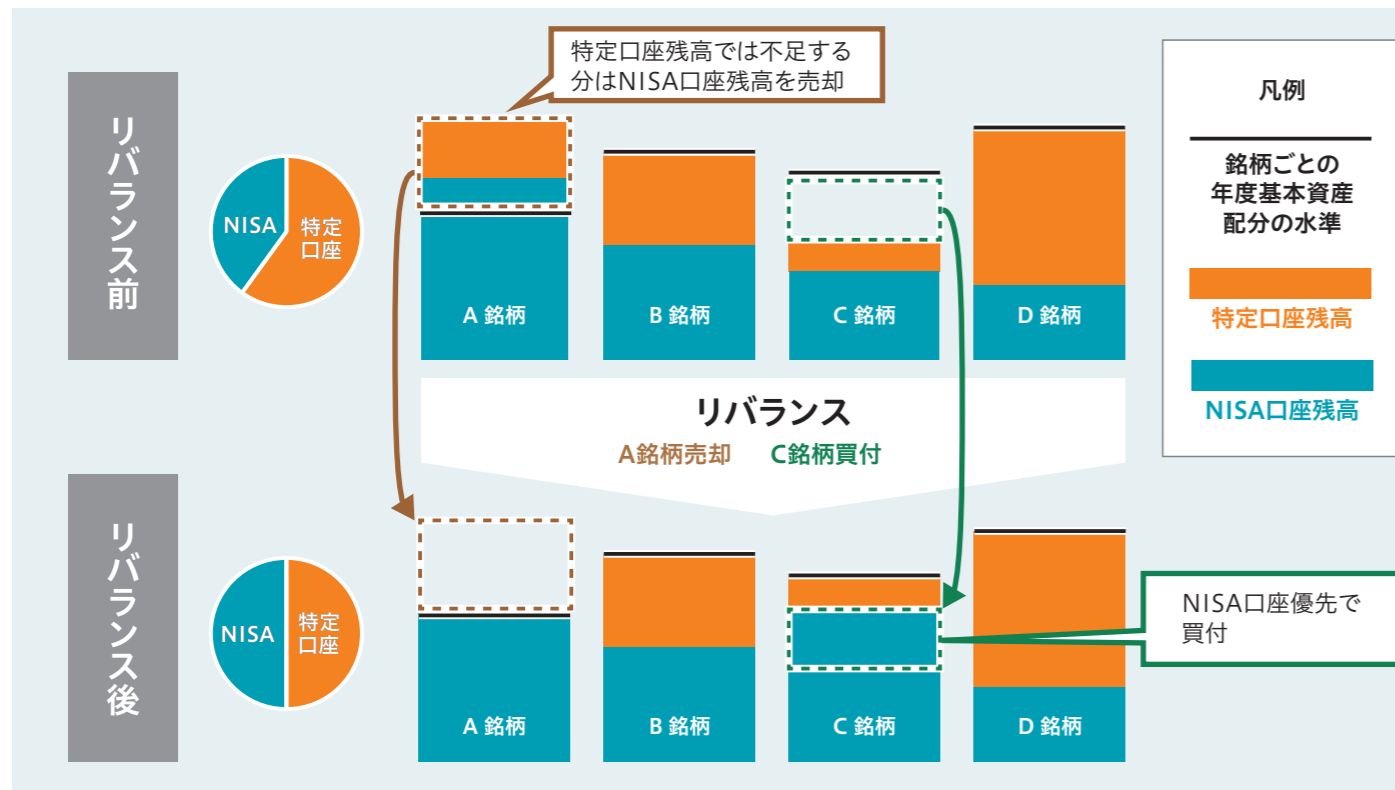 特定口座残高では不足する
分はNISA口座残高を売却
リバランス前
NISA
特定
口座
A 銘柄
B 銘柄
C 銘柄
D 銘柄
凡例
銘柄ごとの
年度基本資産
配分の水準
特定口座残高
NISA口座残高
リバランス
A銘柄売却
C銘柄買付
リバランス後
NISA
特定
口座
A 銘柄
B 銘柄
C 銘柄
D 銘柄
NISA口座優先で
買付